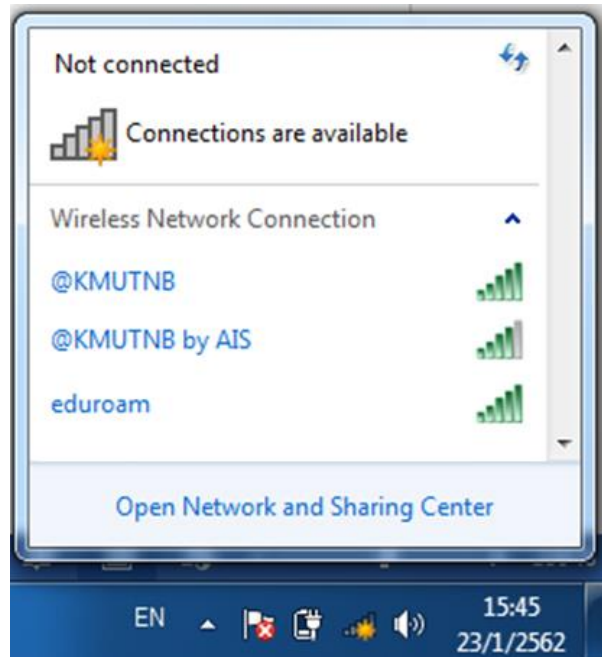 Not connected
Connections are available
Wireless Network Connection
@KMUTNB
@KMUTNB by AIS
eduroam
Open Network and Sharing Center
EN
15:45
23/1/2562